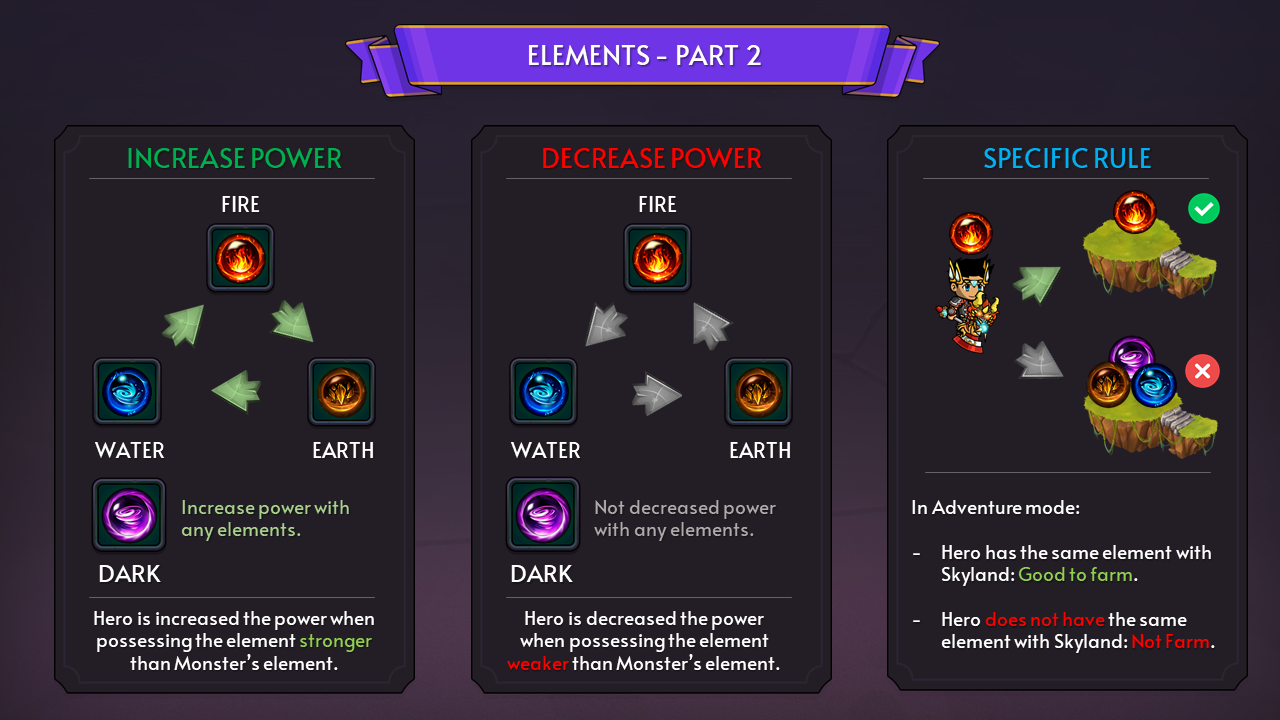 ELEMENTS - PART 2
INCREASE POWER
FIRE
WATER
EARTH
Increase power with
any elements.
DARK
Hero is increased the power when
possessing the element stronger
than Monster's element.
DECREASE POWER
FIRE
WATER
EARTH
Not decreased power
with any elements.
DARK
Hero is decreased the power
when possessing the element
weaker than Monster's element.
SPECIFIC RULE
In Adventure mode:
- Hero has the same element with
Skyland: Good to farm.
- Hero does not have the same
element with Skyland: Not Farm.